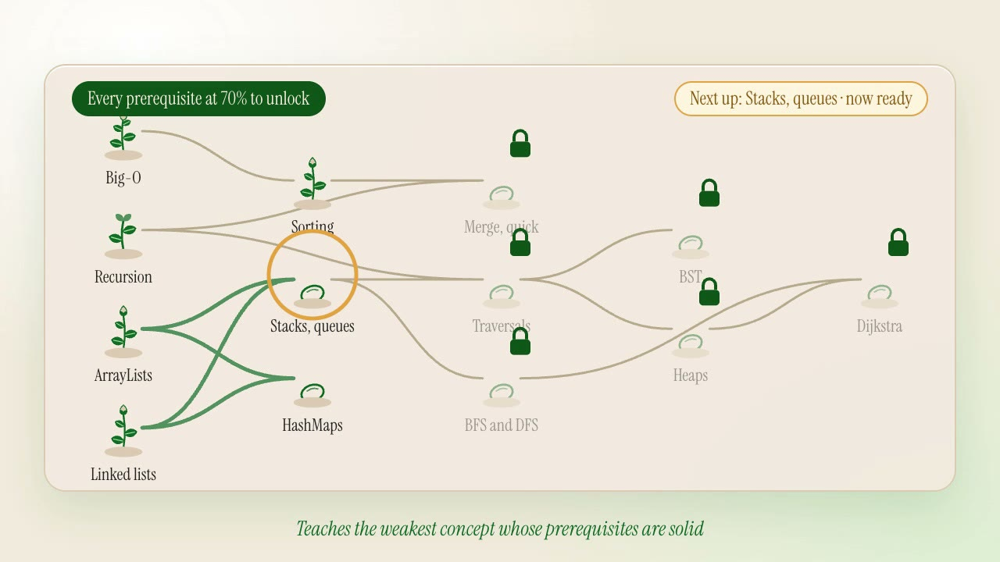 Every prerequisite at 70% to unlock
Next up: Stacks, queues · now ready
Big-O
Sorting
Merge, quick
Recursion
BST
Stacks, queues
Traversals
Dijkstra
ArrayLists
Heaps
HashMaps
BFS and DFS
Linked lists
Teaches the weakest concept whose prerequisites are solid